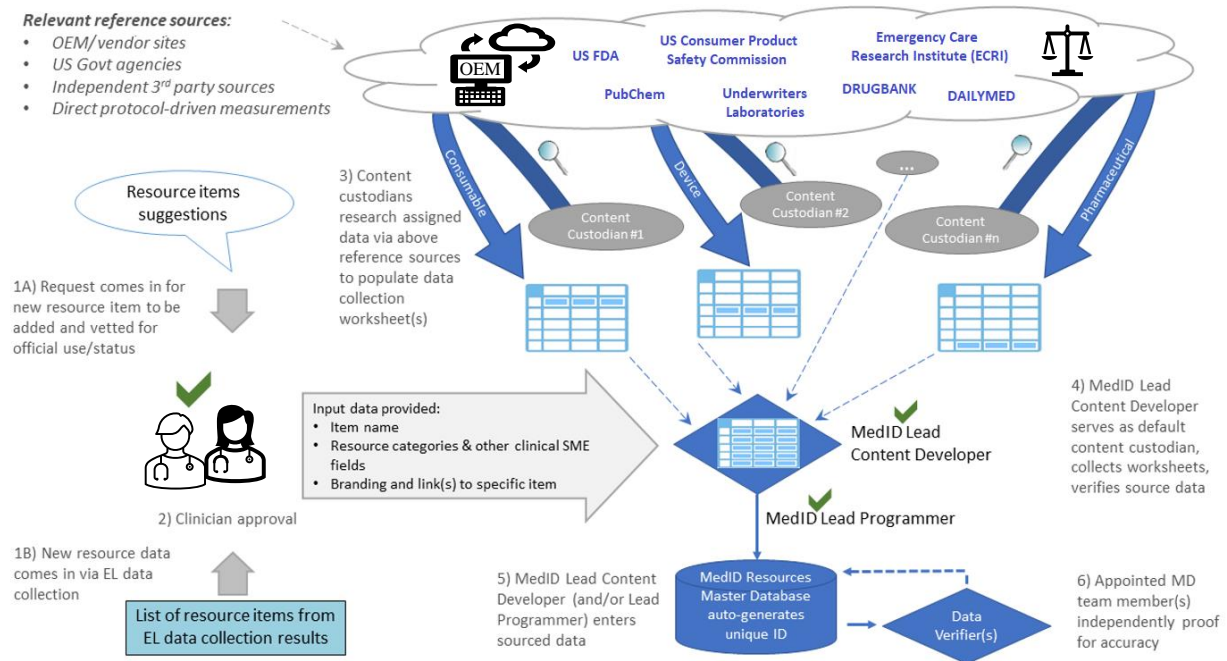 Relevant reference sources:
• OEM/vendor sites
• US Govt agencies
• Independent 3rd party sources
• Direct protocol-driven measurements
OEM
US FDA
US Consumer Product
Safety Commission
Emergency Care
Research Institute (ECRI)
PubChem
Underwriters
Laboratories
DRUGBANK
DAILYMED
Consumable
Device
Pharmaceutical
...
Content
Custodian #1
Content
Custodian #2
Content
Custodian #n
Resource items
suggestions
3) Content
custodians
research assigned
data via above
reference sources
to populate data
collection
worksheet(s)
1A) Request comes in for
new resource item to be
added and vetted for
official use/status
Input data provided:
• Item name
• Resource categories & other clinical SME
fields
• Branding and link(s) to specific item
MedID Lead
Content Developer
4) MedID Lead
Content Developer
serves as default
content custodian,
collects worksheets,
verifies source data
2) Clinician approval
MedID Lead Programmer
1B) New resource data
comes in via EL data
collection
List of resource items from
EL data collection results
5) MedID Lead Content
Developer (and/or Lead
Programmer) enters
sourced data
MedID Resources
Master Database
auto-generates
unique ID
Data
Verifier(s)
6) Appointed MD
team member(s)
independently proof
for accuracy